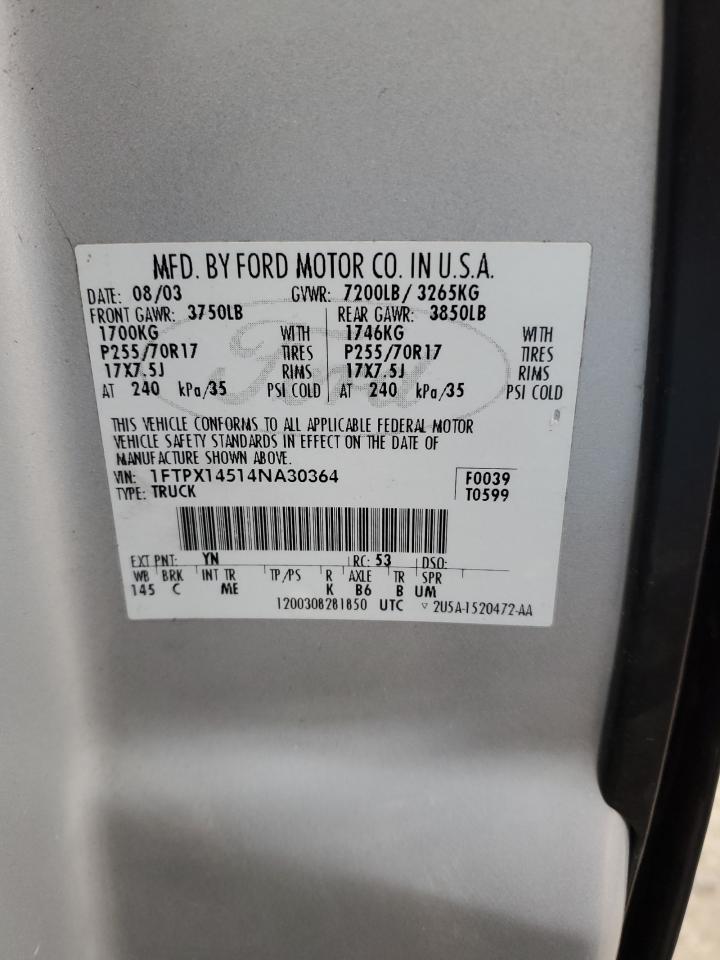 MFD. BY FORD MOTOR CO. IN U.S.A.
DATE: 08/03 GVWR: 7200LB/ 3265KG
FRONT GAWR: 3750LB REAR GAWR: 3850LB
1700KG WITH 1746KG WITH
P255/70R17 TIRES P255/70R17 TIRES
17X7.5J RIMS 17X7.5J RIMS
AT 240 kPa/35 PSI COLD AT 240 kPa/35 PSI COLD
Ford
THIS VEHICLE CONFORMS TO ALL APPLICABLE FEDERAL MOTOR
VEHICLE SAFETY STANDARDS IN EFFECT ON THE DATE OF
MANUFACTURE SHOWN ABOVE.
VIN: 1FTPX14514NA30364 F0039
TYPE: TRUCK T0599
EXT PNT: YN RC: 53 DSO:
WB BRK INT TR TP/PS R AXLE TR SPR
145 C ME K B6 B UM
1200308281850 UTC ▽ 2U5A-1520472-AA